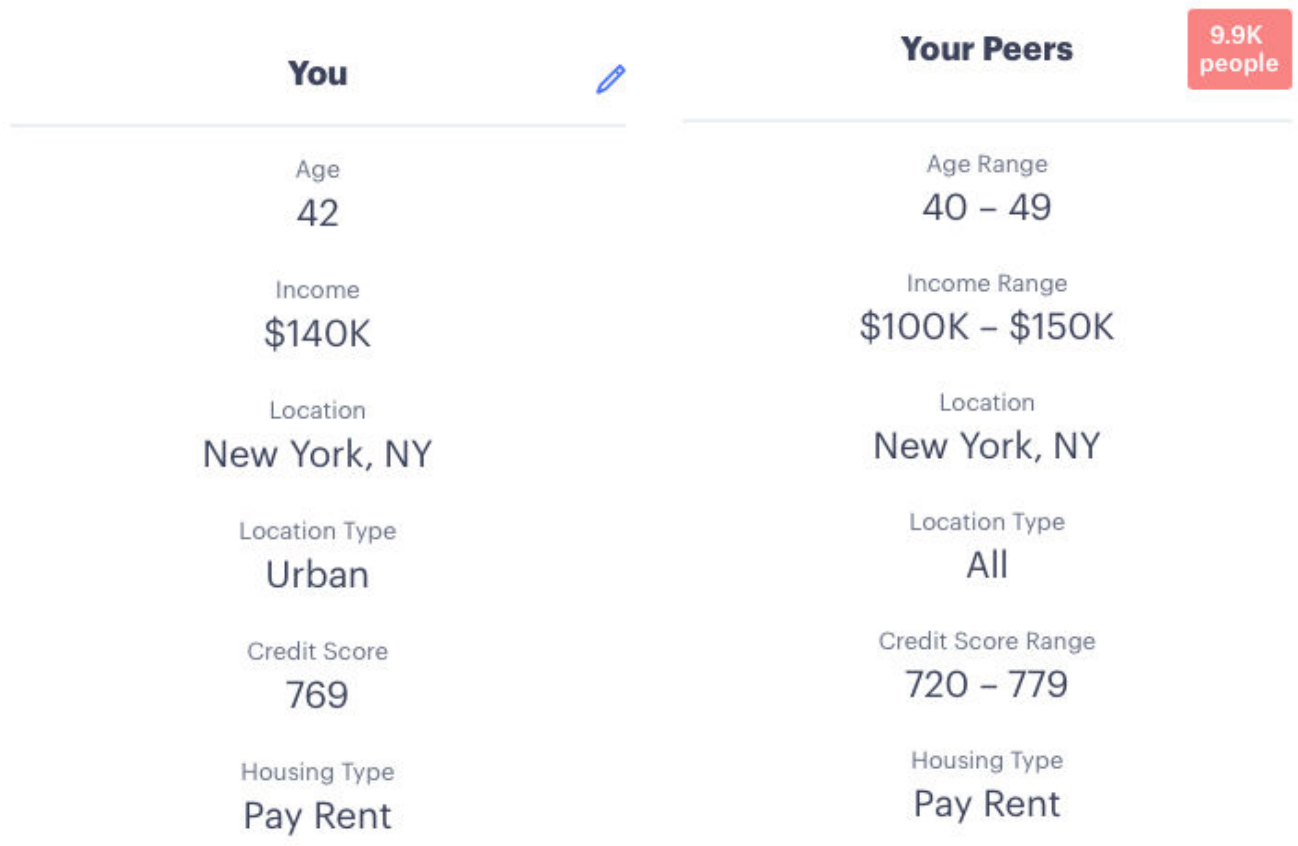 You
Age
42
Income
$140K
Location
New York, NY
Location Type
Urban
Credit Score
769
Housing Type
Pay Rent
Your Peers
9.9K
people
Age Range
40 – 49
Income Range
$100K – $150K
Location
New York, NY
Location Type
All
Credit Score Range
720 – 779
Housing Type
Pay Rent